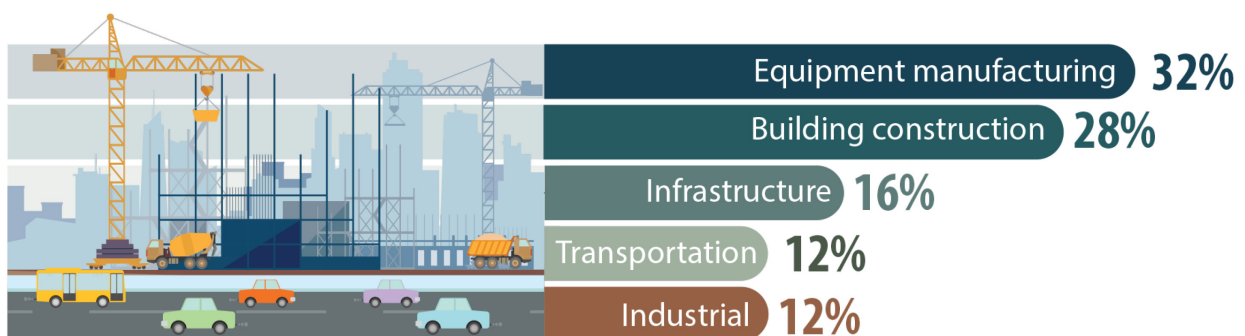 Equipment manufacturing 32%
Building construction 28%
Infrastructure 16%
Transportation 12%
Industrial 12%